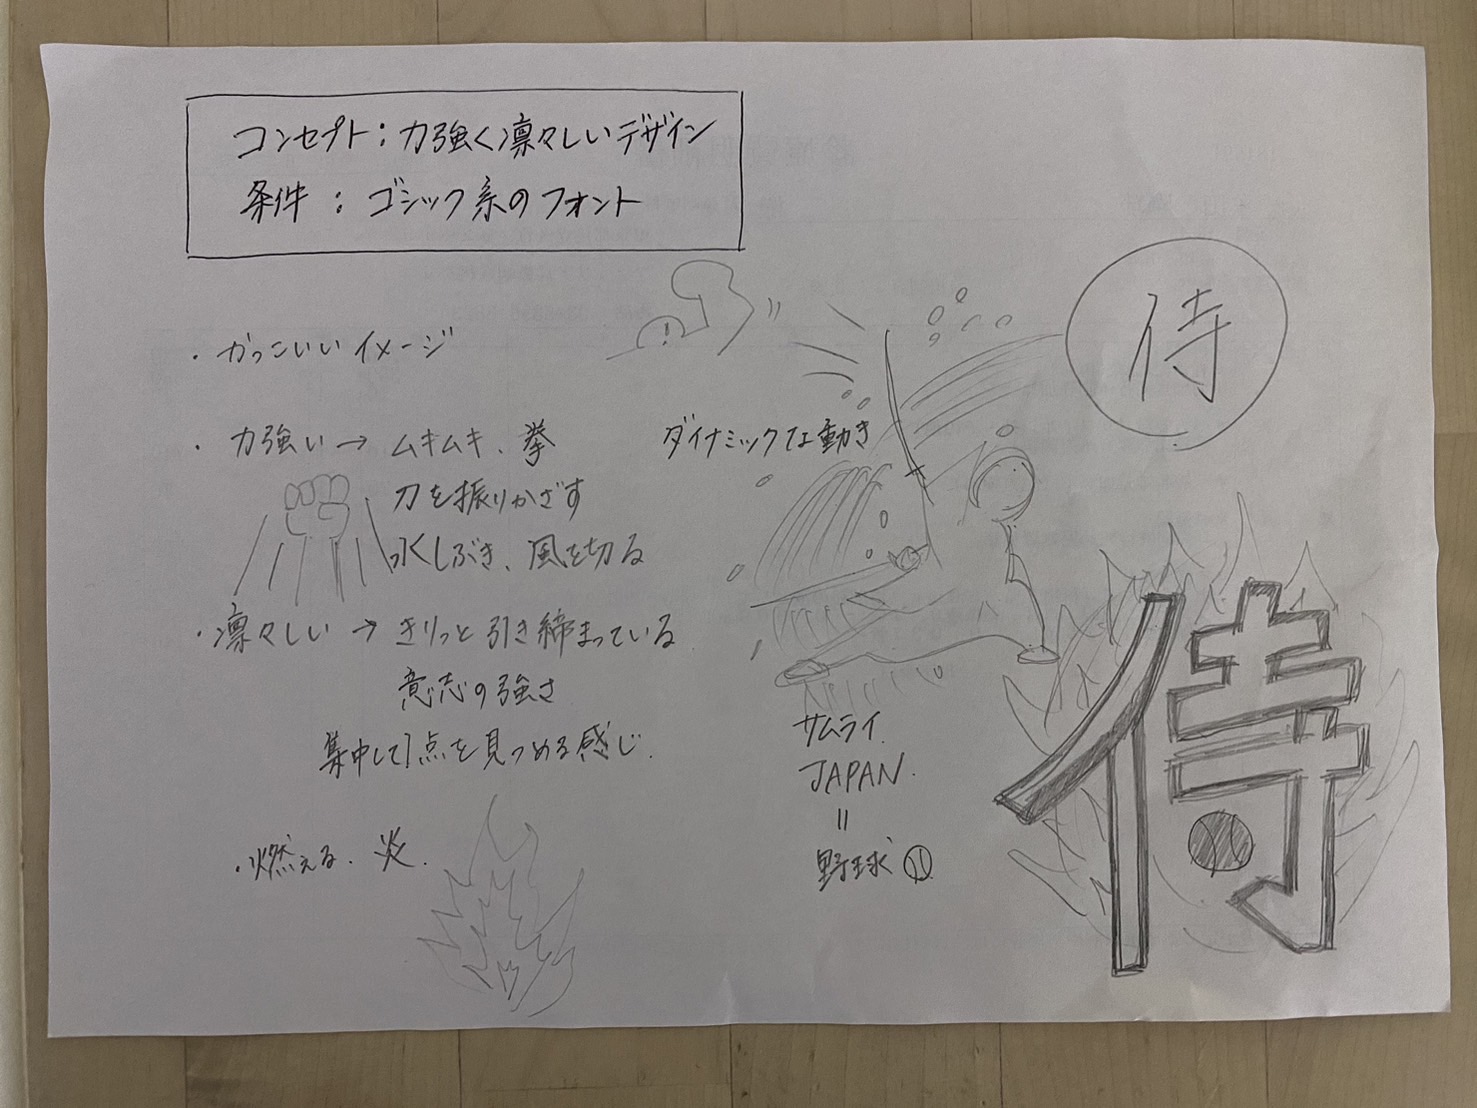 コンセプト：力強く凛々しいデザイン
条件：ゴシック系のフォント
・かっこいいイメージ
・力強い→ムキムキ、拳
刀を振りかざす
水しぶき、風を切る
・凛々しい→きりっと引き締まっている
意志の強さ
集中して1点を見つめる感じ.
・燃える、炎.
ダイナミックな動き
サムライ
JAPAN.
〃
野球
侍
侍